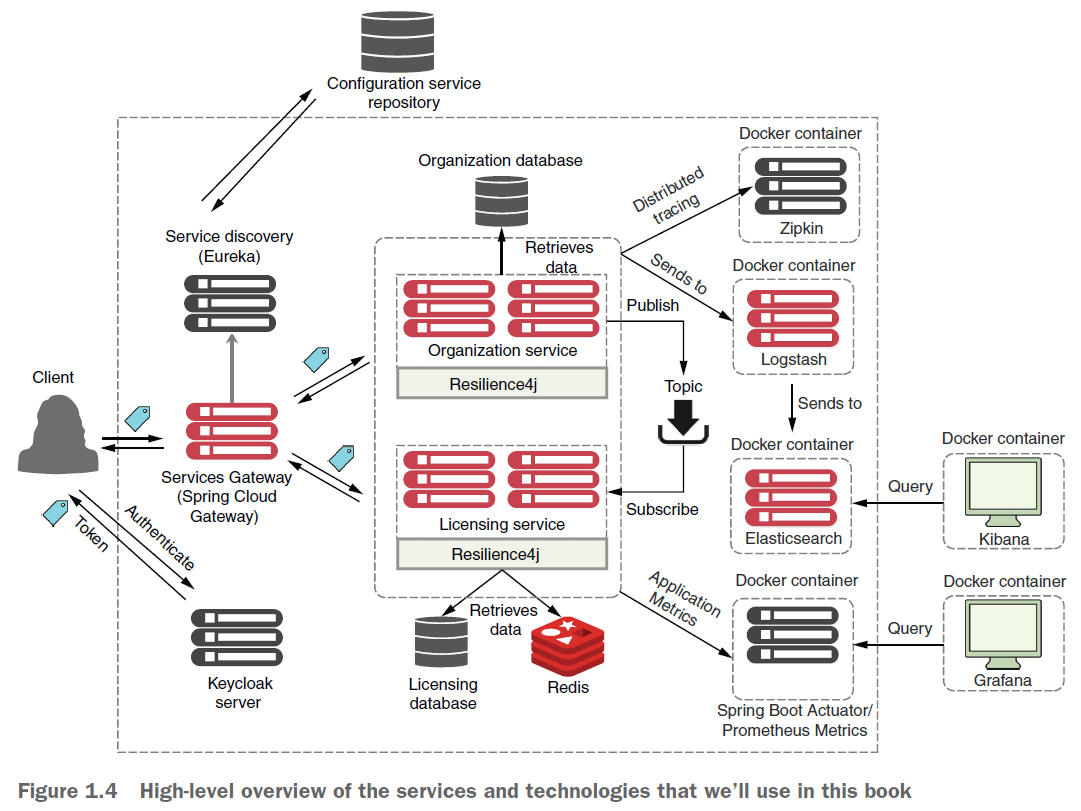 Configuration service
repository
Docker container
Organization database
Distributed
tracing
Zipkin
Service discovery
(Eureka)
Retrieves
data
Sends to
Docker container
Publish
Logstash
Organization service
Resilience4j
Client
Topic
Sends to
Docker container
Docker container
Services Gateway
(Spring Cloud
Gateway)
Query
Subscribe
Licensing service
Elasticsearch
Kibana
Token
Authenticate
Resilience4j
Application
Metrics
Docker container
Docker container
Retrieves
data
Query
Keycloak
server
Licensing
database
Redis
Grafana
Spring Boot Actuator/
Prometheus Metrics
Figure 1.4 High-level overview of the services and technologies that we'll use in this book